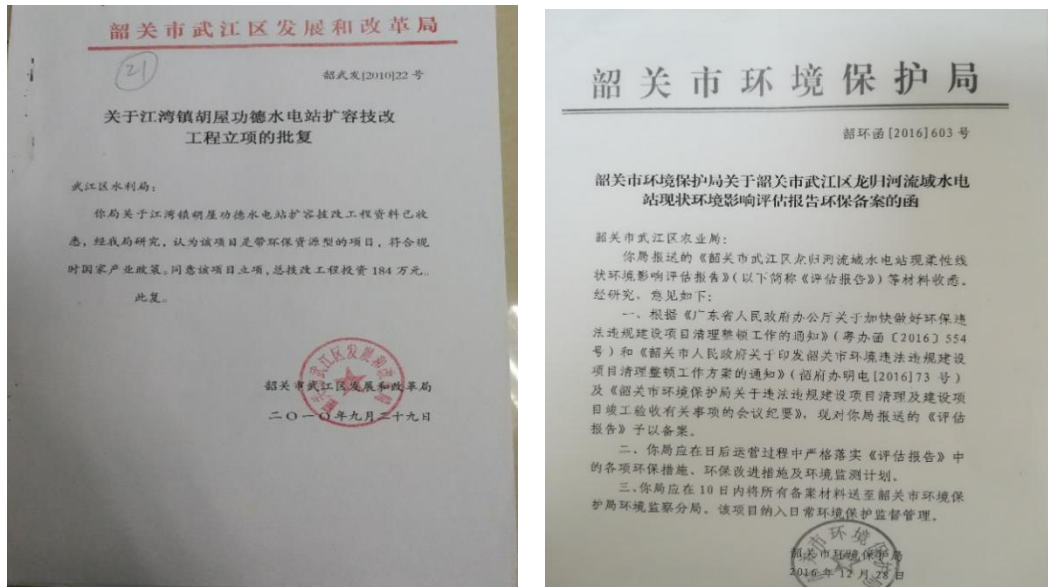 韶关市武江区发展和改革局
21
韶武发[2010]22号
关于江湾镇胡屋功德水电站扩容技改
工程立项的批复
武江区水利局：
你局关于江湾镇胡屋功德水电站扩容技改工程资料已收
悉，经我局研究，认为该项目是带环保资源型的项目，符合现
时国家产业政策。同意该项目立项，总技改工程投资184万元。
此复。
韶关市武江区发展和改革局
二〇一〇年九月二十九日
韶关市环境保护局
韶环函[2016]603号
韶关市环境保护局关于韶关市武江区龙归河流域水电
站现状环境影响评估报告环保备案的函
韶关市武江区农业局：
你局报送的《韶关市武江区龙归河流域水电站现柔性线
状环境影响评估报告》（以下简称《评估报告》）等材料收悉。
经研究，意见如下：
一、根据《广东省人民政府办公厅关于加快做好环保违
法违规建设项目清理整顿工作的通知》（粤办函〔2016〕554
号）和《韶关市人民政府关于印发韶关市环境违法违规建设
项目清理整顿工作方案的通知》（韶府办明电[2016]73号）
及《韶关市环境保护局关于违法违规建设项目清理及建设项
目竣工验收有关事项的会议纪要》，现对你局报送的《评估
报告》予以备案。
二、你局应在日后运营过程中严格落实《评估报告》中
的各项环保措施、环保改进措施及环境监测计划。
三、你局应在10日内将所有备案材料送至韶关市环境保
护局环境监察分局。该项目纳入日常环境保护监督管理。
韶关市环境保护局
2016年12月28日